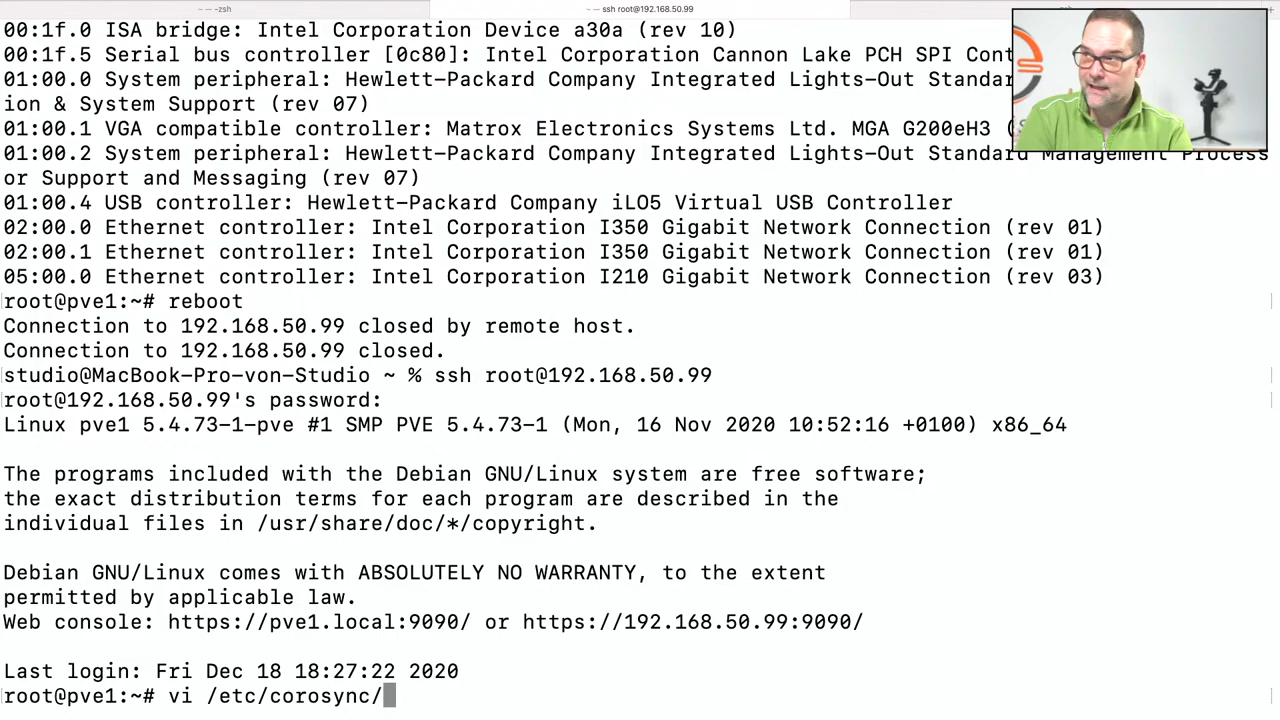 ~ — -zsh
~ — ssh root@192.168.50.99
00:1f.0 ISA bridge: Intel Corporation Device a30a (rev 10)
00:1f.5 Serial bus controller [0c80]: Intel Corporation Cannon Lake PCH SPI Cont
01:00.0 System peripheral: Hewlett-Packard Company Integrated Lights-Out Standar
ion & System Support (rev 07)
01:00.1 VGA compatible controller: Matrox Electronics Systems Ltd. MGA G200eH3 (
01:00.2 System peripheral: Hewlett-Packard Company Integrated Lights-Out Standard Management Process
or Support and Messaging (rev 07)
01:00.4 USB controller: Hewlett-Packard Company iLO5 Virtual USB Controller
02:00.0 Ethernet controller: Intel Corporation I350 Gigabit Network Connection (rev 01)
02:00.1 Ethernet controller: Intel Corporation I350 Gigabit Network Connection (rev 01)
05:00.0 Ethernet controller: Intel Corporation I210 Gigabit Network Connection (rev 03)
root@pve1:~# reboot
Connection to 192.168.50.99 closed by remote host.
Connection to 192.168.50.99 closed.
studio@MacBook-Pro-von-Studio ~ % ssh root@192.168.50.99
root@192.168.50.99's password:
Linux pve1 5.4.73-1-pve #1 SMP PVE 5.4.73-1 (Mon, 16 Nov 2020 10:52:16 +0100) x86_64
The programs included with the Debian GNU/Linux system are free software;
the exact distribution terms for each program are described in the
individual files in /usr/share/doc/*/copyright.
Debian GNU/Linux comes with ABSOLUTELY NO WARRANTY, to the extent
permitted by applicable law.
Web console: https://pve1.local:9090/ or https://192.168.50.99:9090/
Last login: Fri Dec 18 18:27:22 2020
root@pve1:~# vi /etc/corosync/